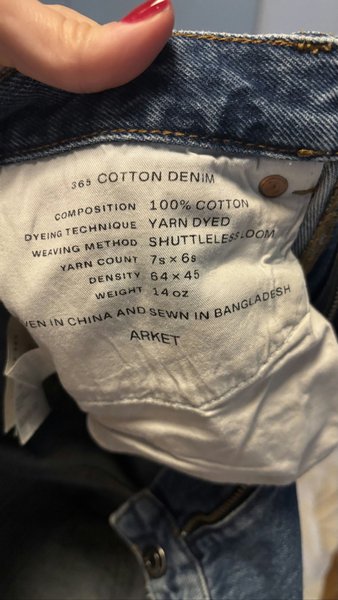 365 COTTON DENIM
COMPOSITION 100% COTTON
DYEING TECHNIQUE YARN DYED
WEAVING METHOD SHUTTLELESS LOOM
YARN COUNT 7s x 6s
DENSITY 64 x 45
WEIGHT 14 oz
IN CHINA AND SEWN IN BANGLADESH
ARKET